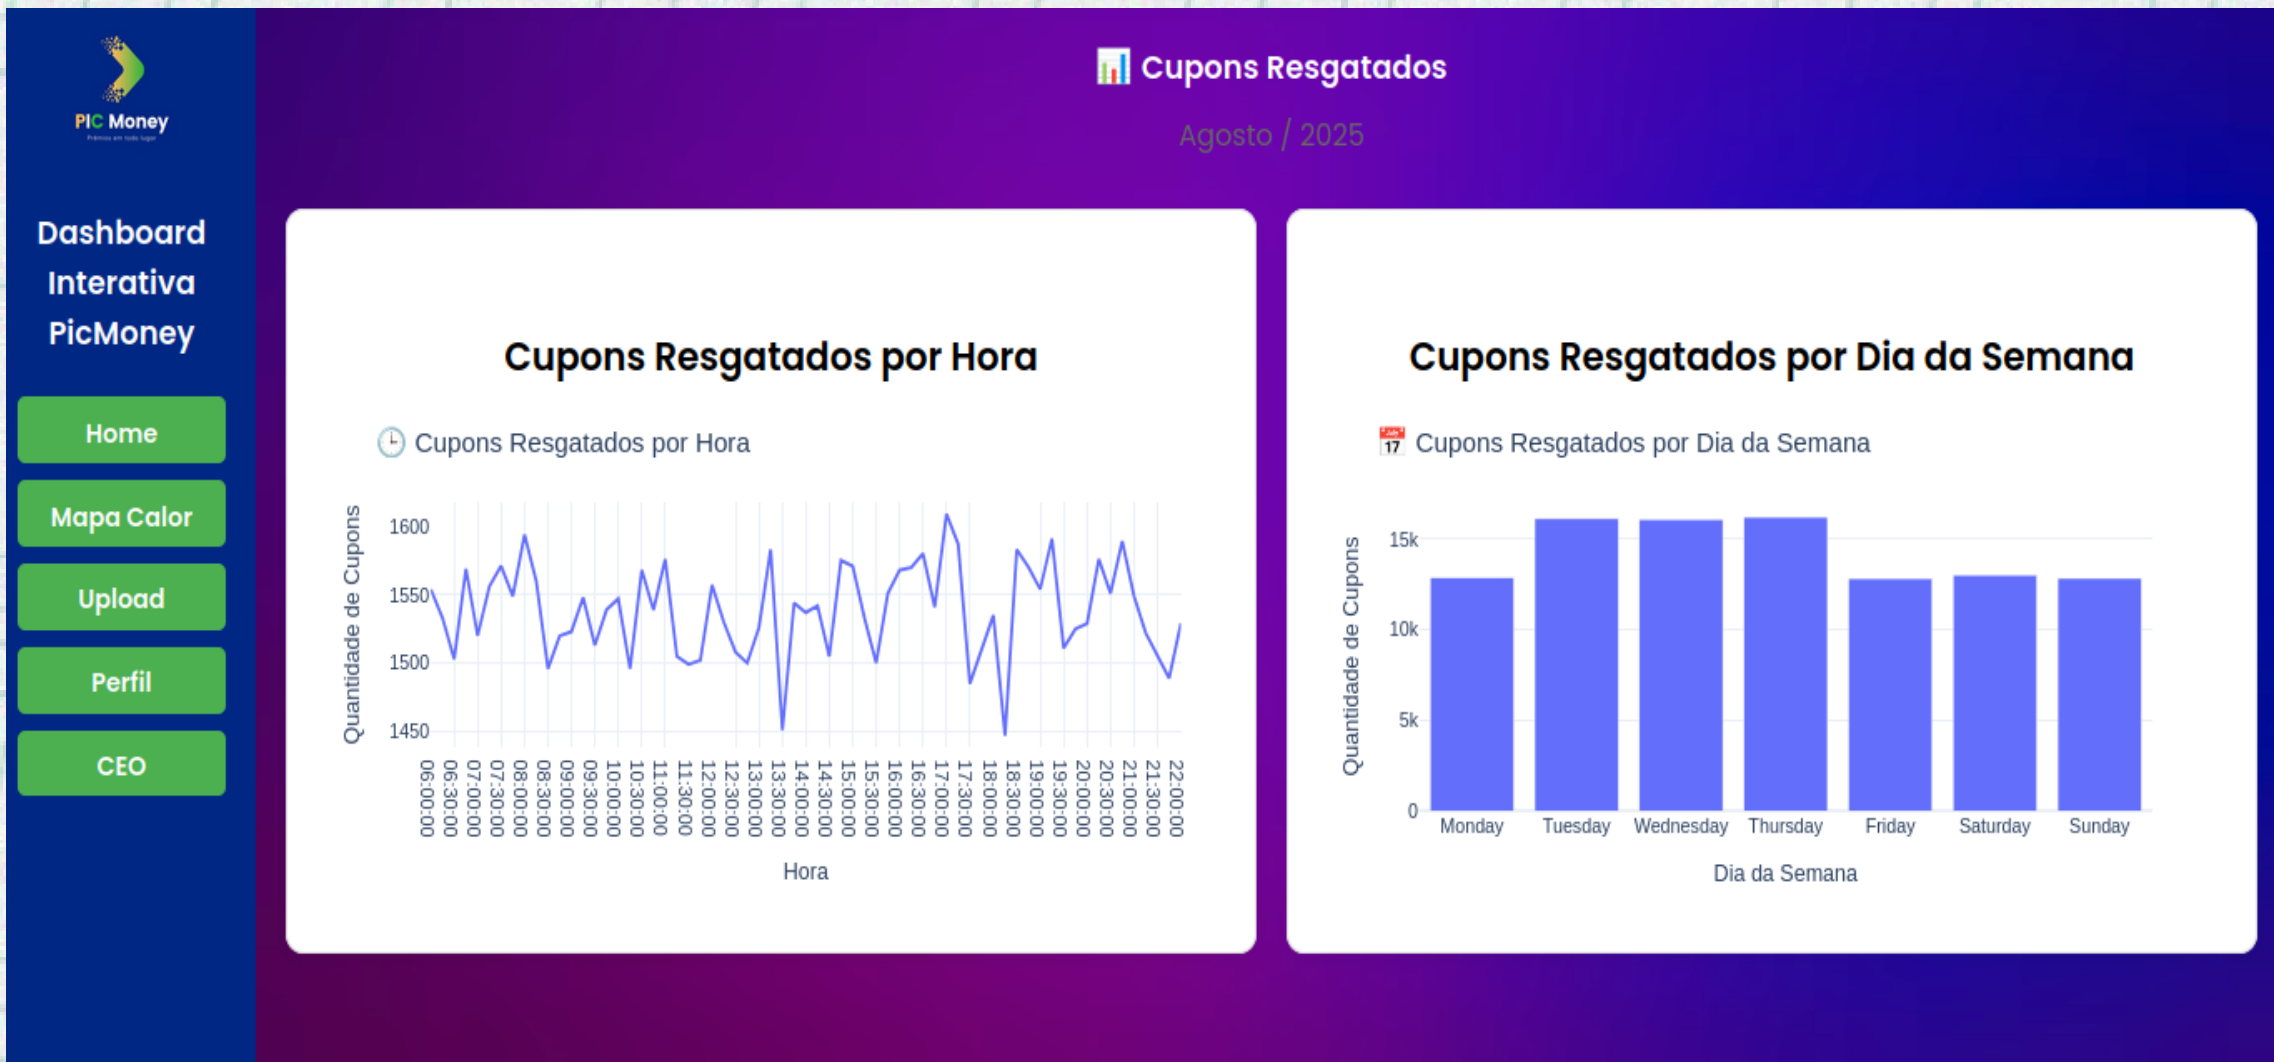 PIC Money
Prêmios em todo lugar
Dashboard
Interativa
PicMoney
Home
Mapa Calor
Upload
Perfil
CEO
📊 Cupons Resgatados
Agosto / 2025
Cupons Resgatados por Hora
🕒 Cupons Resgatados por Hora
Quantidade de Cupons
1600
1550
1500
1450
06:00:00
06:30:00
07:00:00
07:30:00
08:00:00
08:30:00
09:00:00
09:30:00
10:00:00
10:30:00
11:00:00
11:30:00
12:00:00
12:30:00
13:00:00
13:30:00
14:00:00
14:30:00
15:00:00
15:30:00
16:00:00
16:30:00
17:00:00
17:30:00
18:00:00
18:30:00
19:00:00
19:30:00
20:00:00
20:30:00
21:00:00
21:30:00
22:00:00
Hora
Cupons Resgatados por Dia da Semana
📅 Cupons Resgatados por Dia da Semana
Quantidade de Cupons
15k
10k
5k
0
Monday Tuesday Wednesday Thursday Friday Saturday Sunday
Dia da Semana